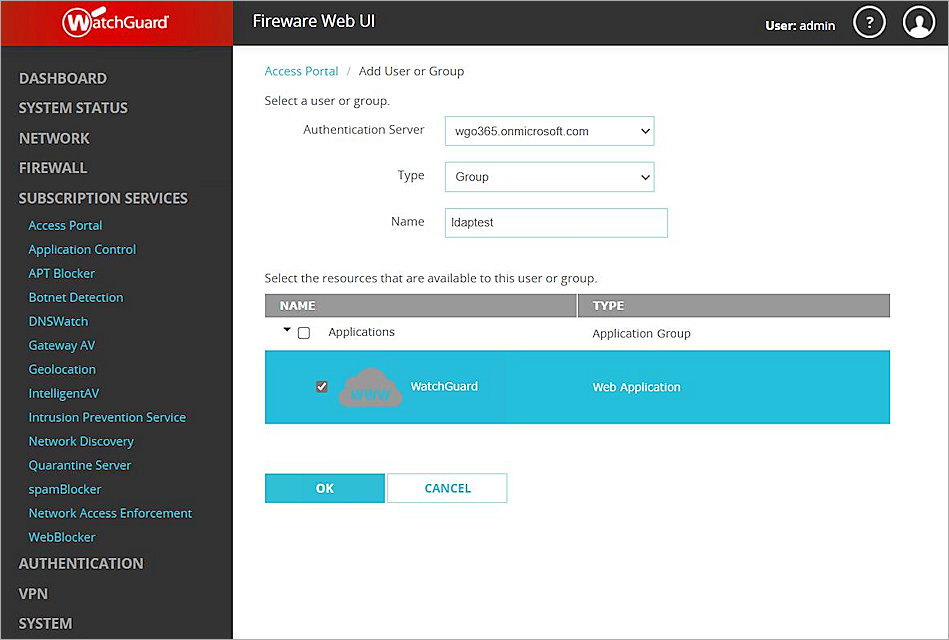 WatchGuard
Fireware Web UI
User: admin
?
DASHBOARD
SYSTEM STATUS
NETWORK
FIREWALL
SUBSCRIPTION SERVICES
Access Portal
Application Control
APT Blocker
Botnet Detection
DNSWatch
Gateway AV
Geolocation
IntelligentAV
Intrusion Prevention Service
Network Discovery
Quarantine Server
spamBlocker
Network Access Enforcement
WebBlocker
AUTHENTICATION
VPN
SYSTEM
Access Portal / Add User or Group
Select a user or group.
Authentication Server wgo365.onmicrosoft.com
Type Group
Name ldaptest
Select the resources that are available to this user or group.
NAME TYPE
Applications Application Group
WWW WatchGuard Web Application
OK CANCEL